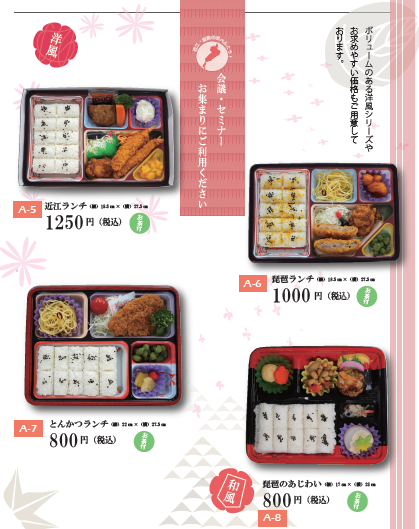 洋風
会議・セミナー
お集まりにご利用ください
ボリュームのある洋風シリーズや
お求めやすい価格もご用意して
おります。
A-5
近江ランチ
1250円（税込）
お茶付
A-6
琵琶ランチ
1000円（税込）
お茶付
A-7
とんかつランチ
800円（税込）
お茶付
和風
琵琶のあじわい
800円（税込）
お茶付
A-8